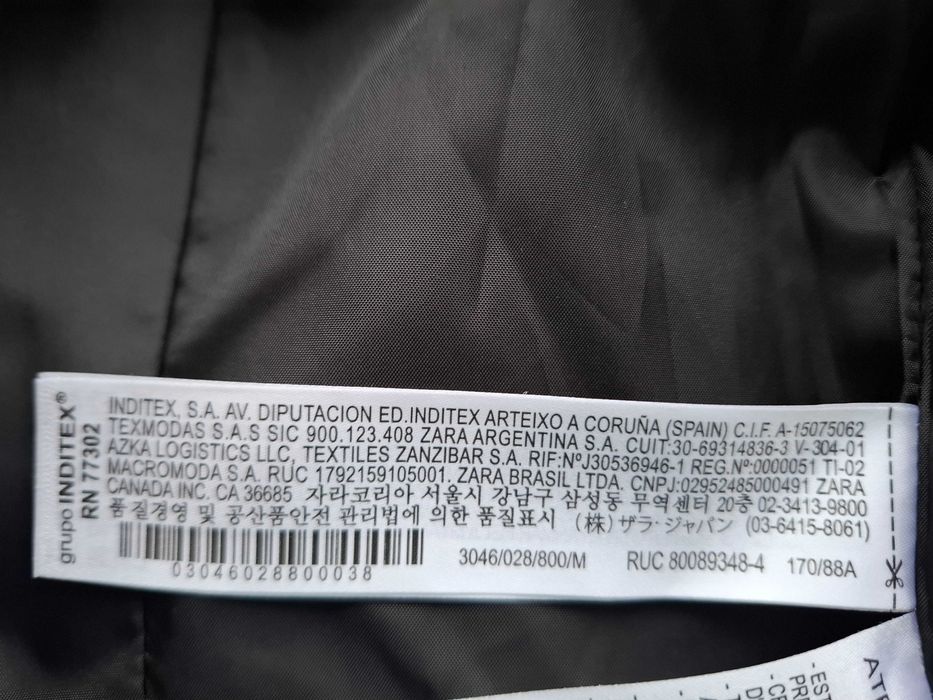 grupo INDITEX®
RN 77302
INDITEX, S.A. AV. DIPUTACION ED.INDITEX ARTEIXO A CORUÑA (SPAIN) C.I.F. A-15075062
TEXMODAS S.A.S SIC 900.123.408 ZARA ARGENTINA S.A. CUIT:30-69314836-3 V-304-01
AZKA LOGISTICS LLC, TEXTILES ZANZIBAR S.A. RIF:NºJ30536946-1 REG.Nº:0000051 TI-02
MACROMODA S.A. RUC 1792159105001. ZARA BRASIL LTDA. CNPJ:02952485000491 ZARA
CANADA INC. CA 36685 자라코리아 서울시 강남구 삼성동 무역센터 20층 02-3413-9800
품질경영 및 공산품안전 관리법에 의한 품질표시 (株) ザラ・ジャパン (03-6415-8061)
03046028800038
3046/028/800/M
RUC 80089348-4
170/88A